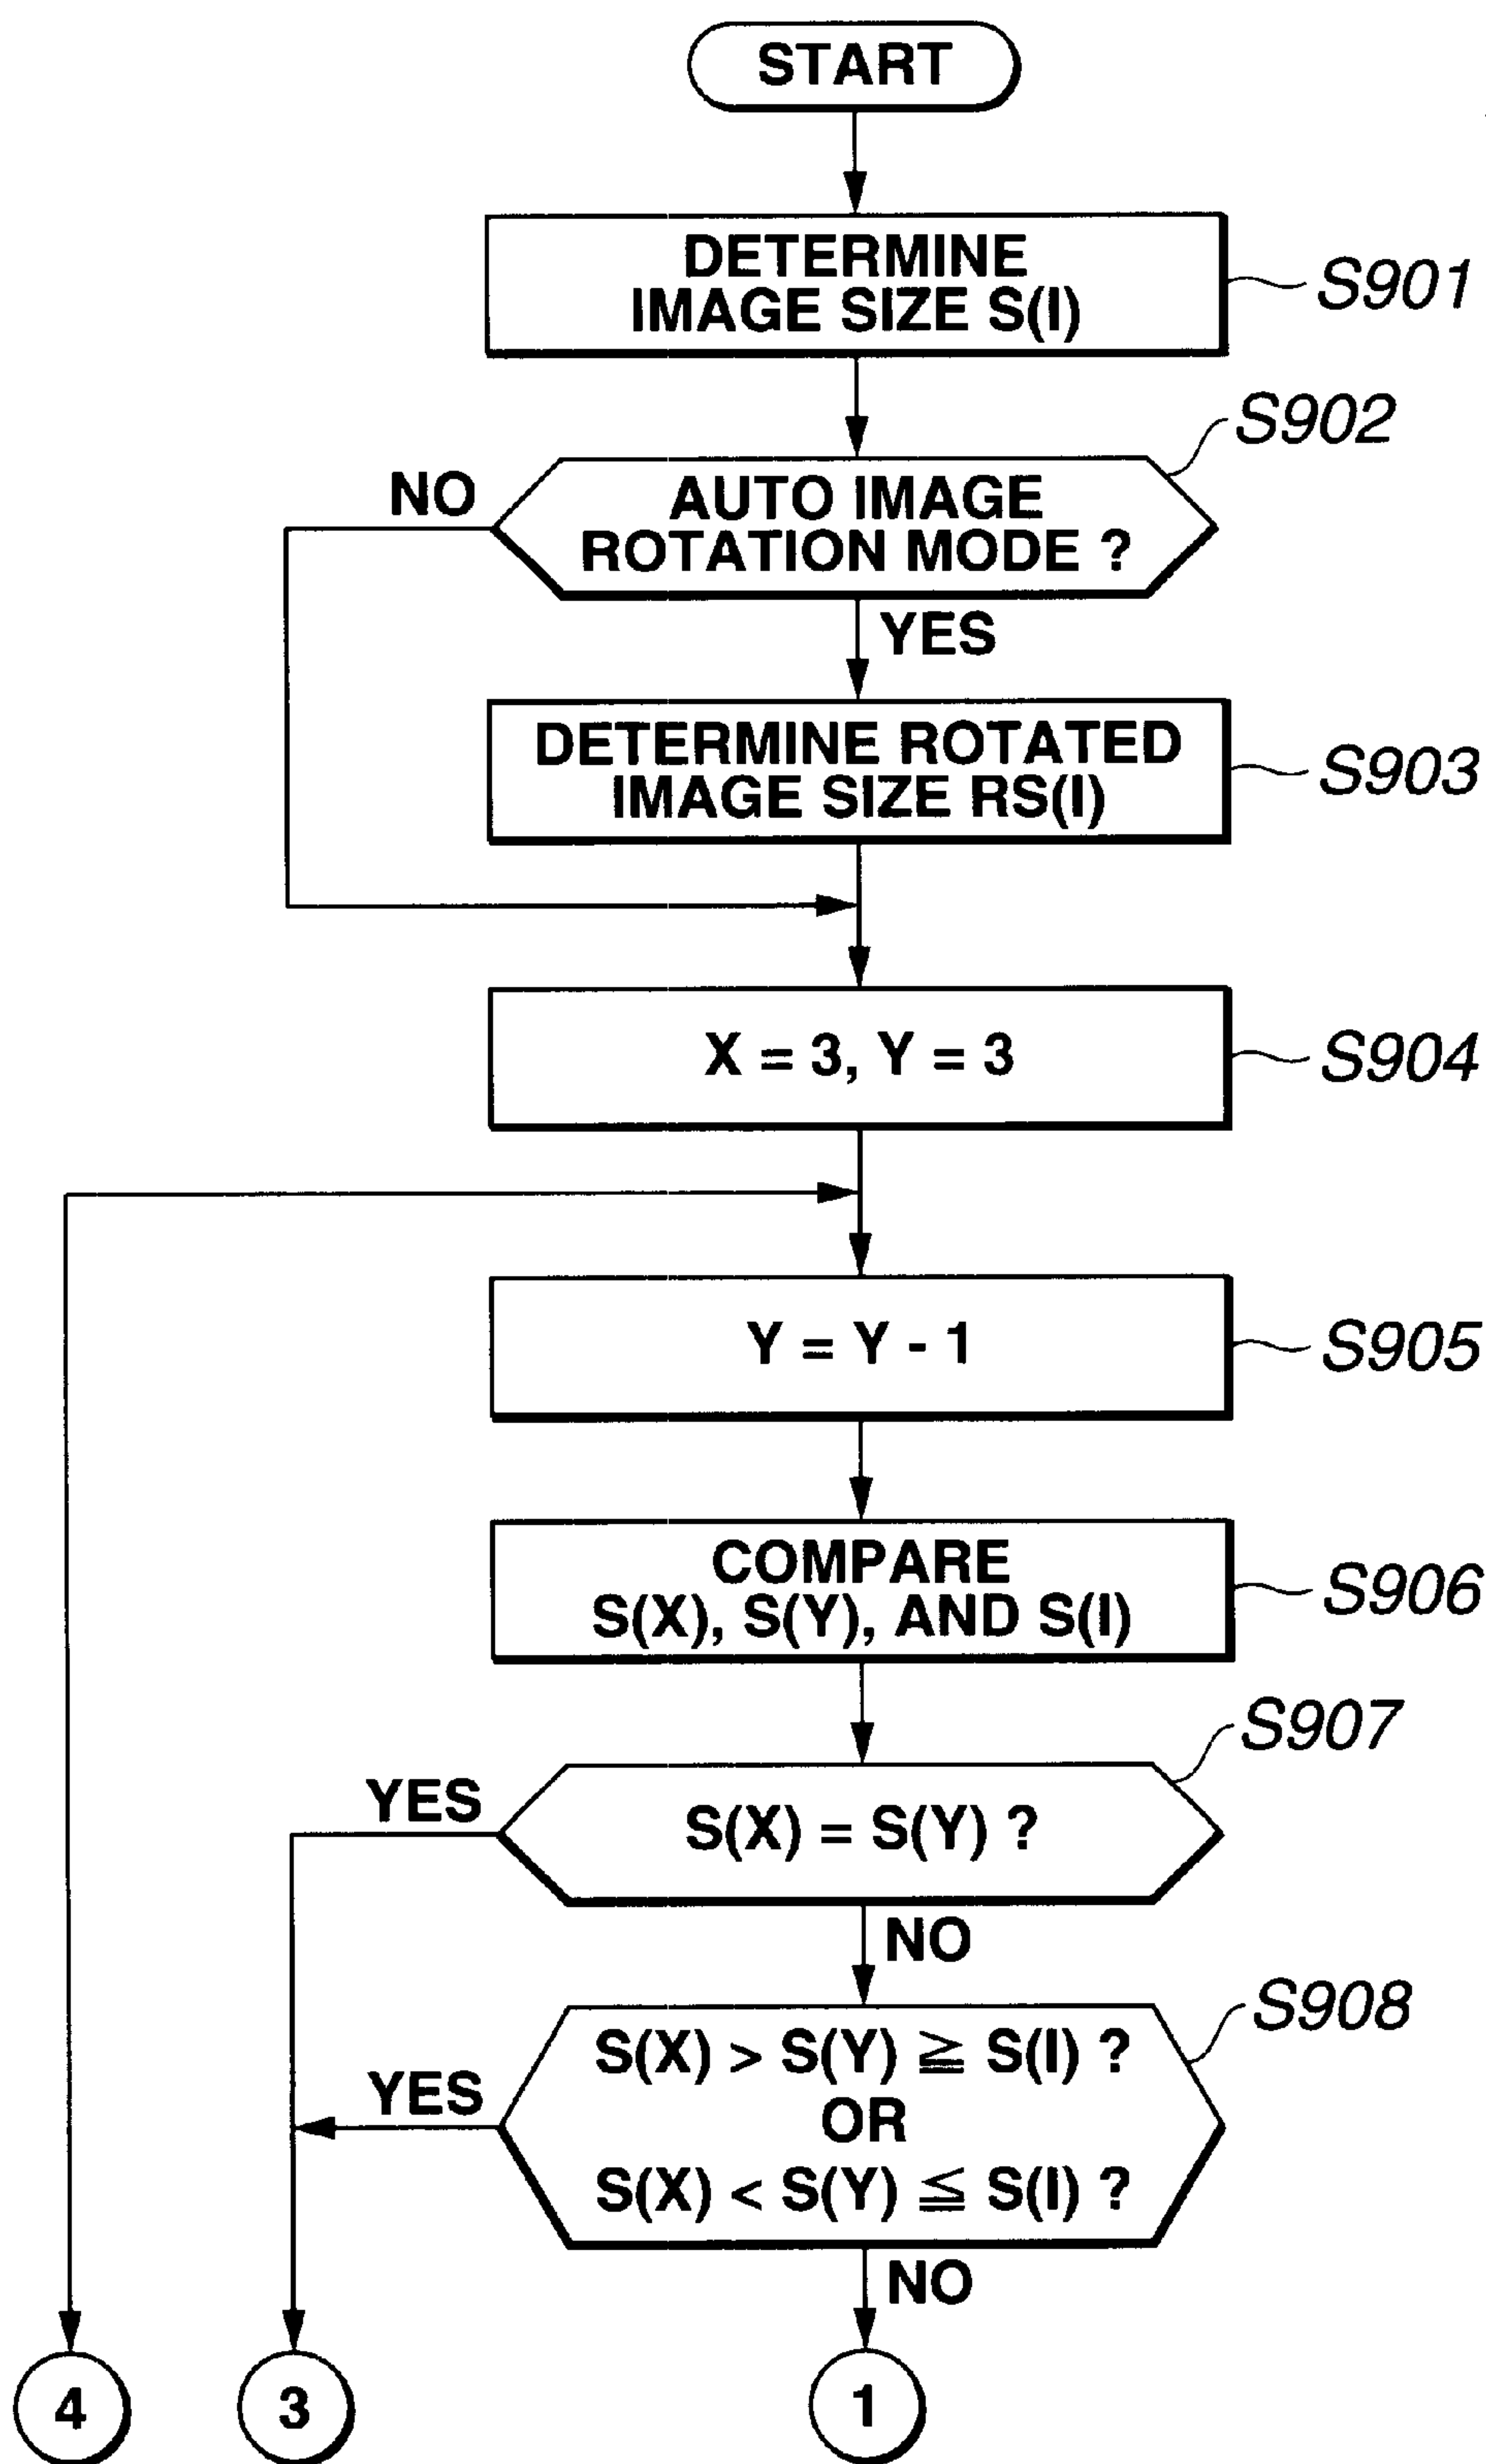 START
DETERMINE
IMAGE SIZE S(I)
S901
S902
NO
AUTO IMAGE
ROTATION MODE ?
YES
DETERMINE ROTATED
IMAGE SIZE RS(I)
S903
X = 3, Y = 3
S904
Y = Y - 1
S905
COMPARE
S(X), S(Y), AND S(I)
S906
S907
YES
S(X) = S(Y) ?
NO
S908
S(X) > S(Y) ≧ S(I) ?
YES
OR
S(X) < S(Y) ≦ S(I) ?
NO
4
3
1